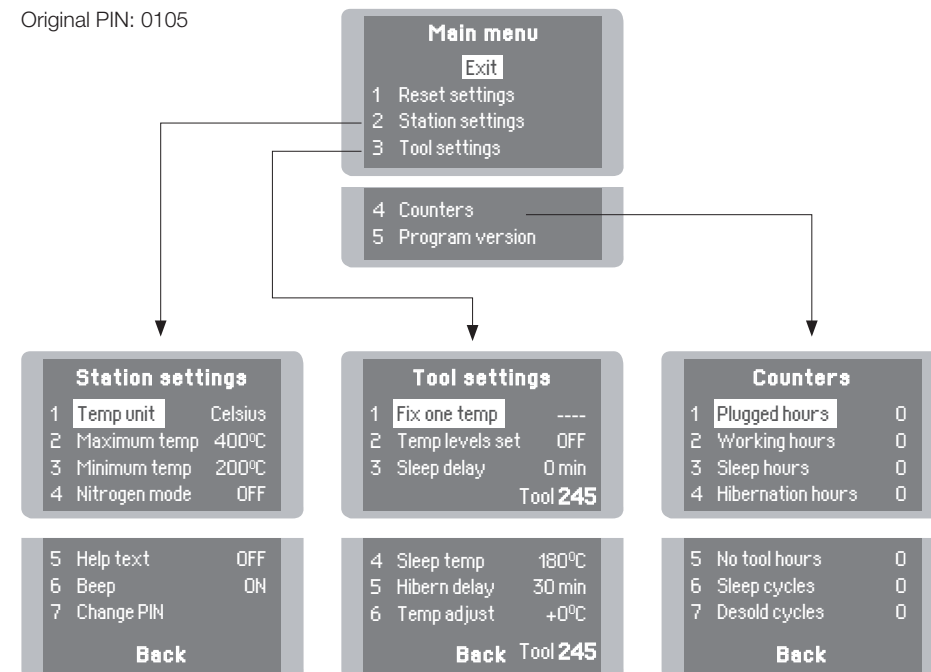 Original PIN: 0105
Main menu
Exit
1 Reset settings
2 Station settings
3 Tool settings
4 Counters
5 Program version
Station settings
1 Temp unit Celsius
2 Maximum temp 400ºC
3 Minimum temp 200ºC
4 Nitrogen mode OFF
5 Help text OFF
6 Beep ON
7 Change PIN
Back
Tool settings
1 Fix one temp ----
2 Temp levels set OFF
3 Sleep delay 0 min
Tool 245
4 Sleep temp 180ºC
5 Hibern delay 30 min
6 Temp adjust +0ºC
Back Tool 245
Counters
1 Plugged hours 0
2 Working hours 0
3 Sleep hours 0
4 Hibernation hours 0
5 No tool hours 0
6 Sleep cycles 0
7 Desold cycles 0
Back